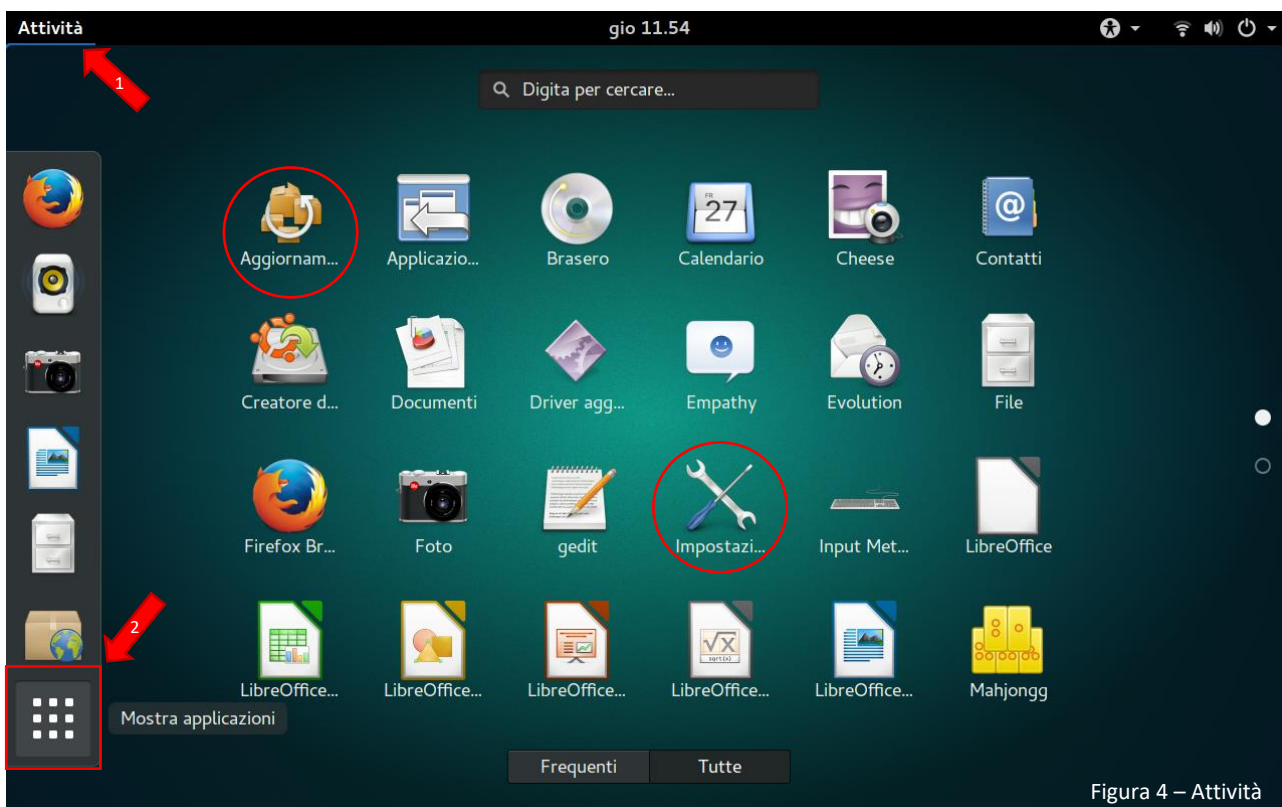 Attività
gio 11.54
1
Digita per cercare...
FR
27
@
Aggiornam...
Applicazio...
Brasero
Calendario
Cheese
Contatti
Creatore d...
Documenti
Driver agg...
Empathy
Evolution
File
Firefox Br...
Foto
gedit
Impostazi...
Input Met...
LibreOffice
2
√X
sqrt(x)
LibreOffice...
LibreOffice...
LibreOffice...
LibreOffice...
LibreOffice...
Mahjongg
Mostra applicazioni
Frequenti
Tutte
Figura 4 – Attività